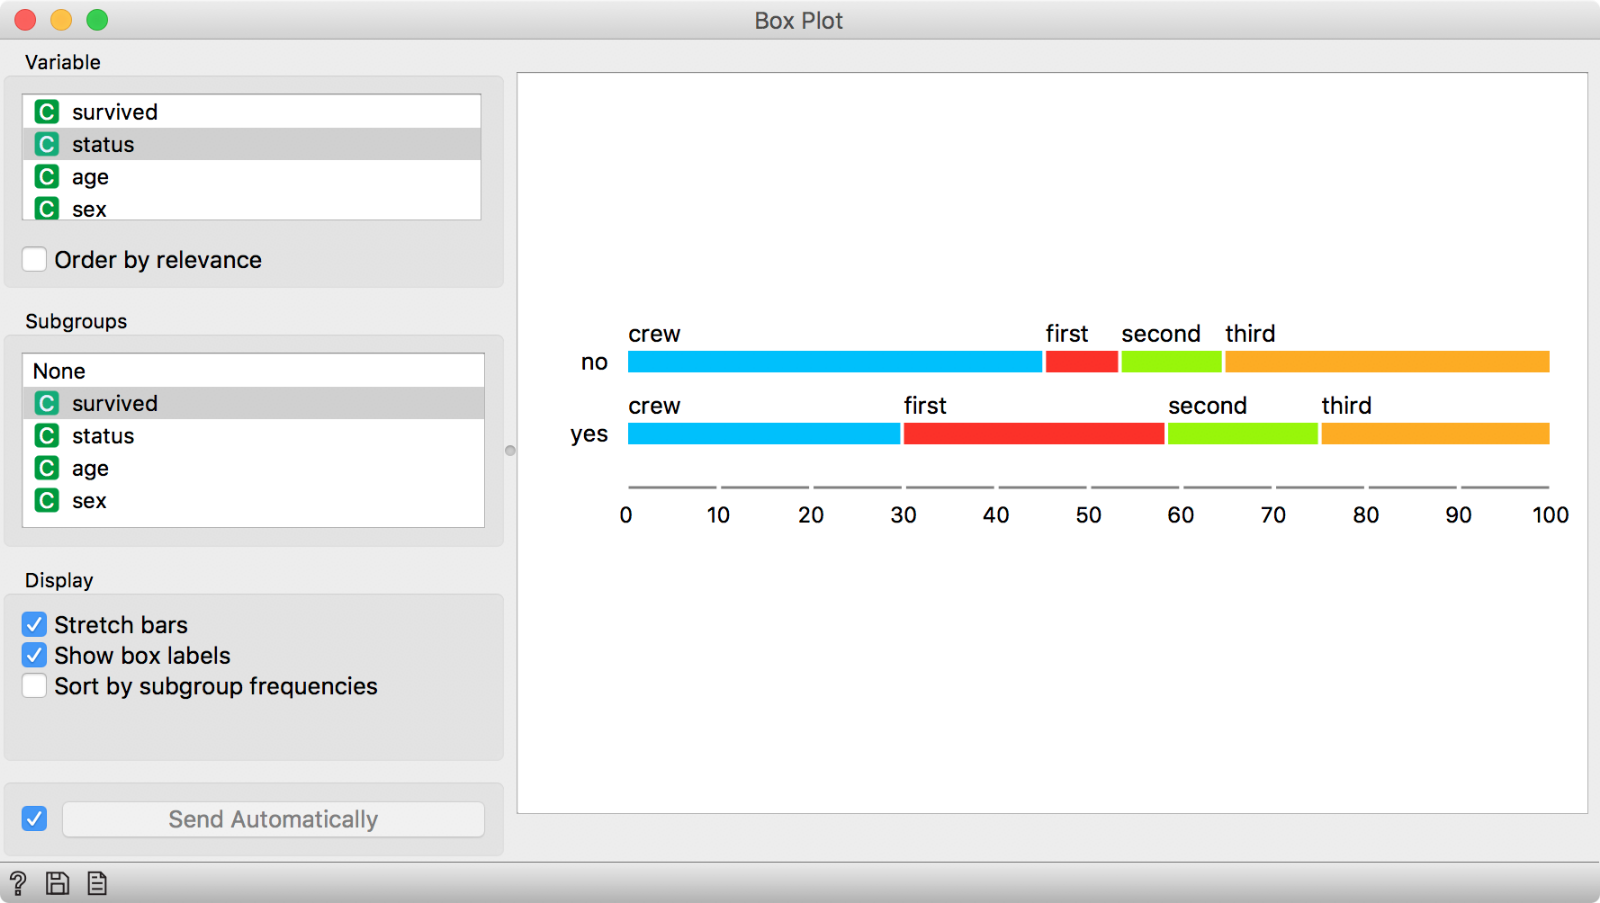 Box Plot
Variable
C survived
C status
C age
C sex
Order by relevance
Subgroups
None
C survived
C status
C age
C sex
Display
Stretch bars
Show box labels
Sort by subgroup frequencies
Send Automatically
crew first second third
no
crew first second third
yes
0 10 20 30 40 50 60 70 80 90 100
?